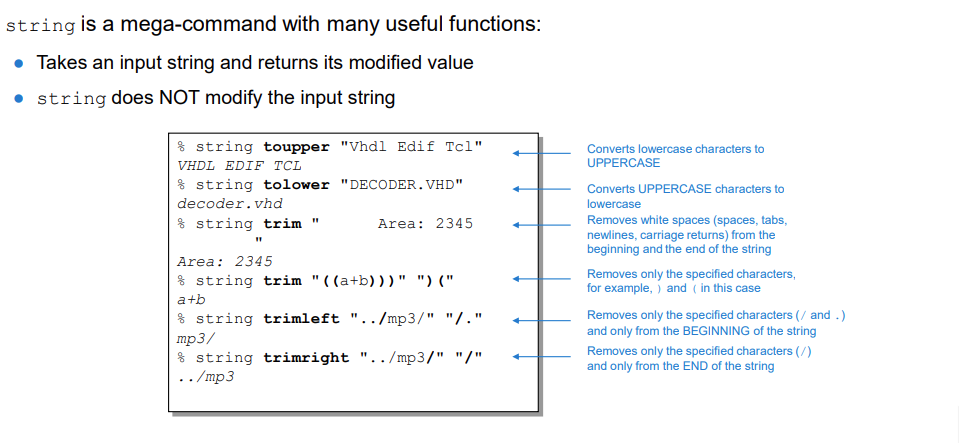 string is a mega-command with many useful functions:
Takes an input string and returns its modified value
string does NOT modify the input string
% string toupper "Vhdl Edif Tcl"
VHDL EDIF TCL
% string tolower "DECODER.VHD"
decoder.vhd
% string trim "      Area: 2345
"
Area: 2345
% string trim "((a+b)))" ")("
a+b
% string trimleft "../mp3/" "/."
mp3/
% string trimright "../mp3/" "/"
../mp3
Converts lowercase characters to
UPPERCASE
Converts UPPERCASE characters to
lowercase
Removes white spaces (spaces, tabs,
newlines, carriage returns) from the
beginning and the end of the string
Removes only the specified characters,
for example, ) and ( in this case
Removes only the specified characters (/ and .)
and only from the BEGINNING of the string
Removes only the specified characters (/)
and only from the END of the string